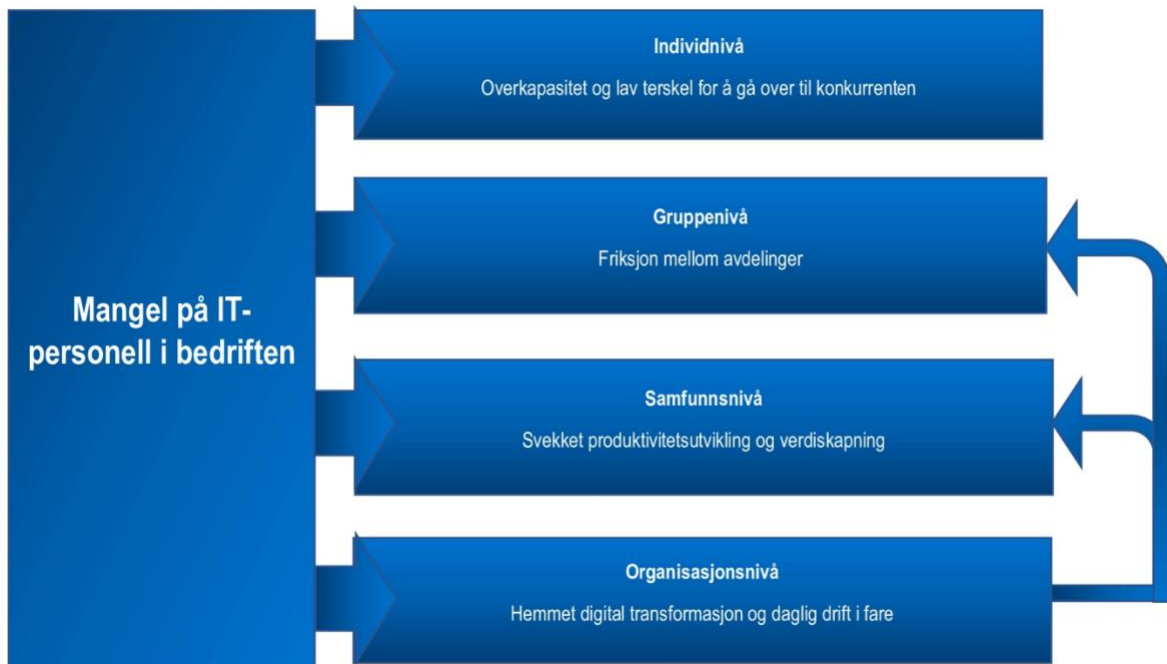 Mangel på IT-
personell i bedriften
Individnivå
Overkapasitet og lav terskel for å gå over til konkurrenten
Gruppenivå
Friksjon mellom avdelinger
Samfunnsnivå
Svekket produktivitetsutvikling og verdiskapning
Organisasjonsnivå
Hemmet digital transformasjon og daglig drift i fare